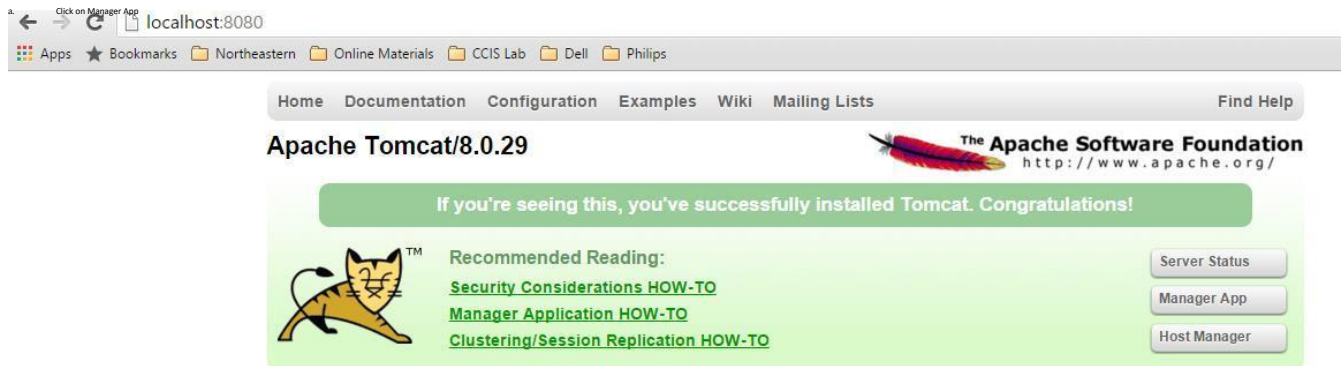 a. Click on Manager App
localhost:8080
Apps Bookmarks Northeastern Online Materials CCIS Lab Dell Philips
Home Documentation Configuration Examples Wiki Mailing Lists Find Help
Apache Tomcat/8.0.29
The Apache Software Foundation
http://www.apache.org/
If you're seeing this, you've successfully installed Tomcat. Congratulations!
TM
Recommended Reading:
Security Considerations HOW-TO
Manager Application HOW-TO
Clustering/Session Replication HOW-TO
Server Status
Manager App
Host Manager